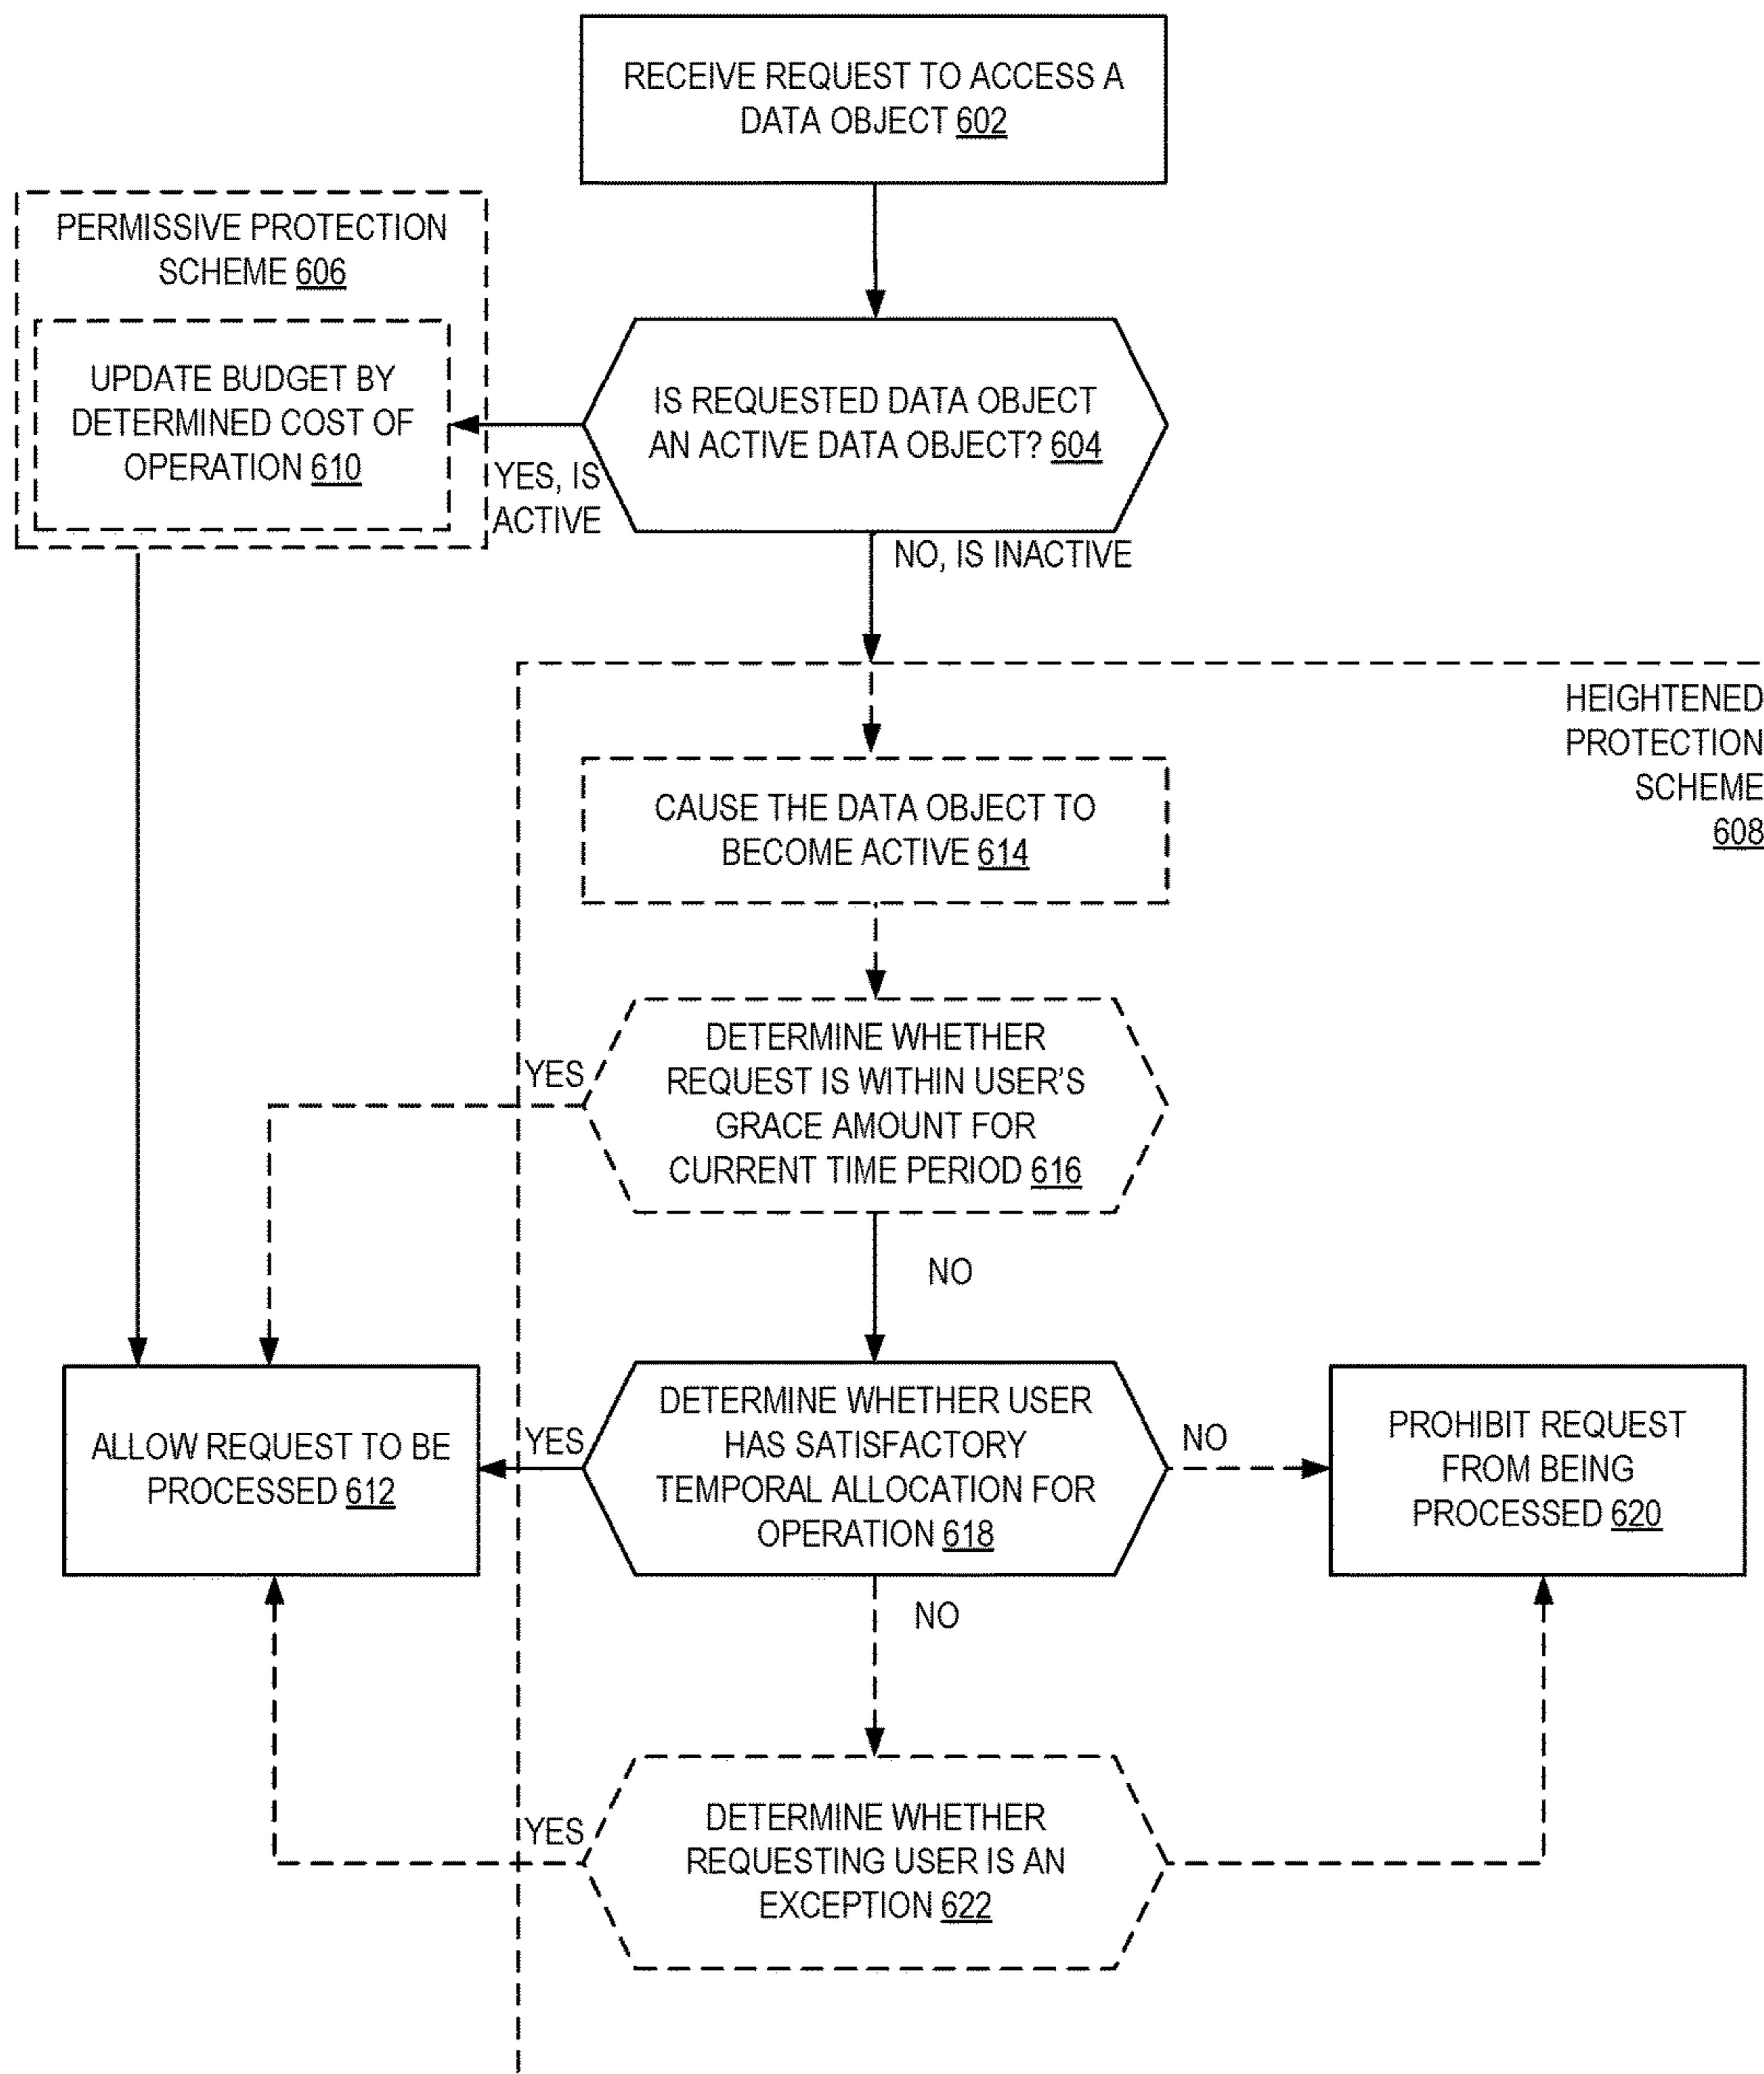 RECEIVE REQUEST TO ACCESS A
DATA OBJECT 602
PERMISSIVE PROTECTION
SCHEME 606
UPDATE BUDGET BY
DETERMINED COST OF
OPERATION 610
IS REQUESTED DATA OBJECT
AN ACTIVE DATA OBJECT? 604
YES, IS
ACTIVE
NO, IS INACTIVE
HEIGHTENED
PROTECTION
SCHEME
608
CAUSE THE DATA OBJECT TO
BECOME ACTIVE 614
DETERMINE WHETHER
REQUEST IS WITHIN USER'S
GRACE AMOUNT FOR
CURRENT TIME PERIOD 616
YES
NO
ALLOW REQUEST TO BE
PROCESSED 612
YES
DETERMINE WHETHER USER
HAS SATISFACTORY
TEMPORAL ALLOCATION FOR
OPERATION 618
NO
PROHIBIT REQUEST
FROM BEING
PROCESSED 620
NO
YES
DETERMINE WHETHER
REQUESTING USER IS AN
EXCEPTION 622